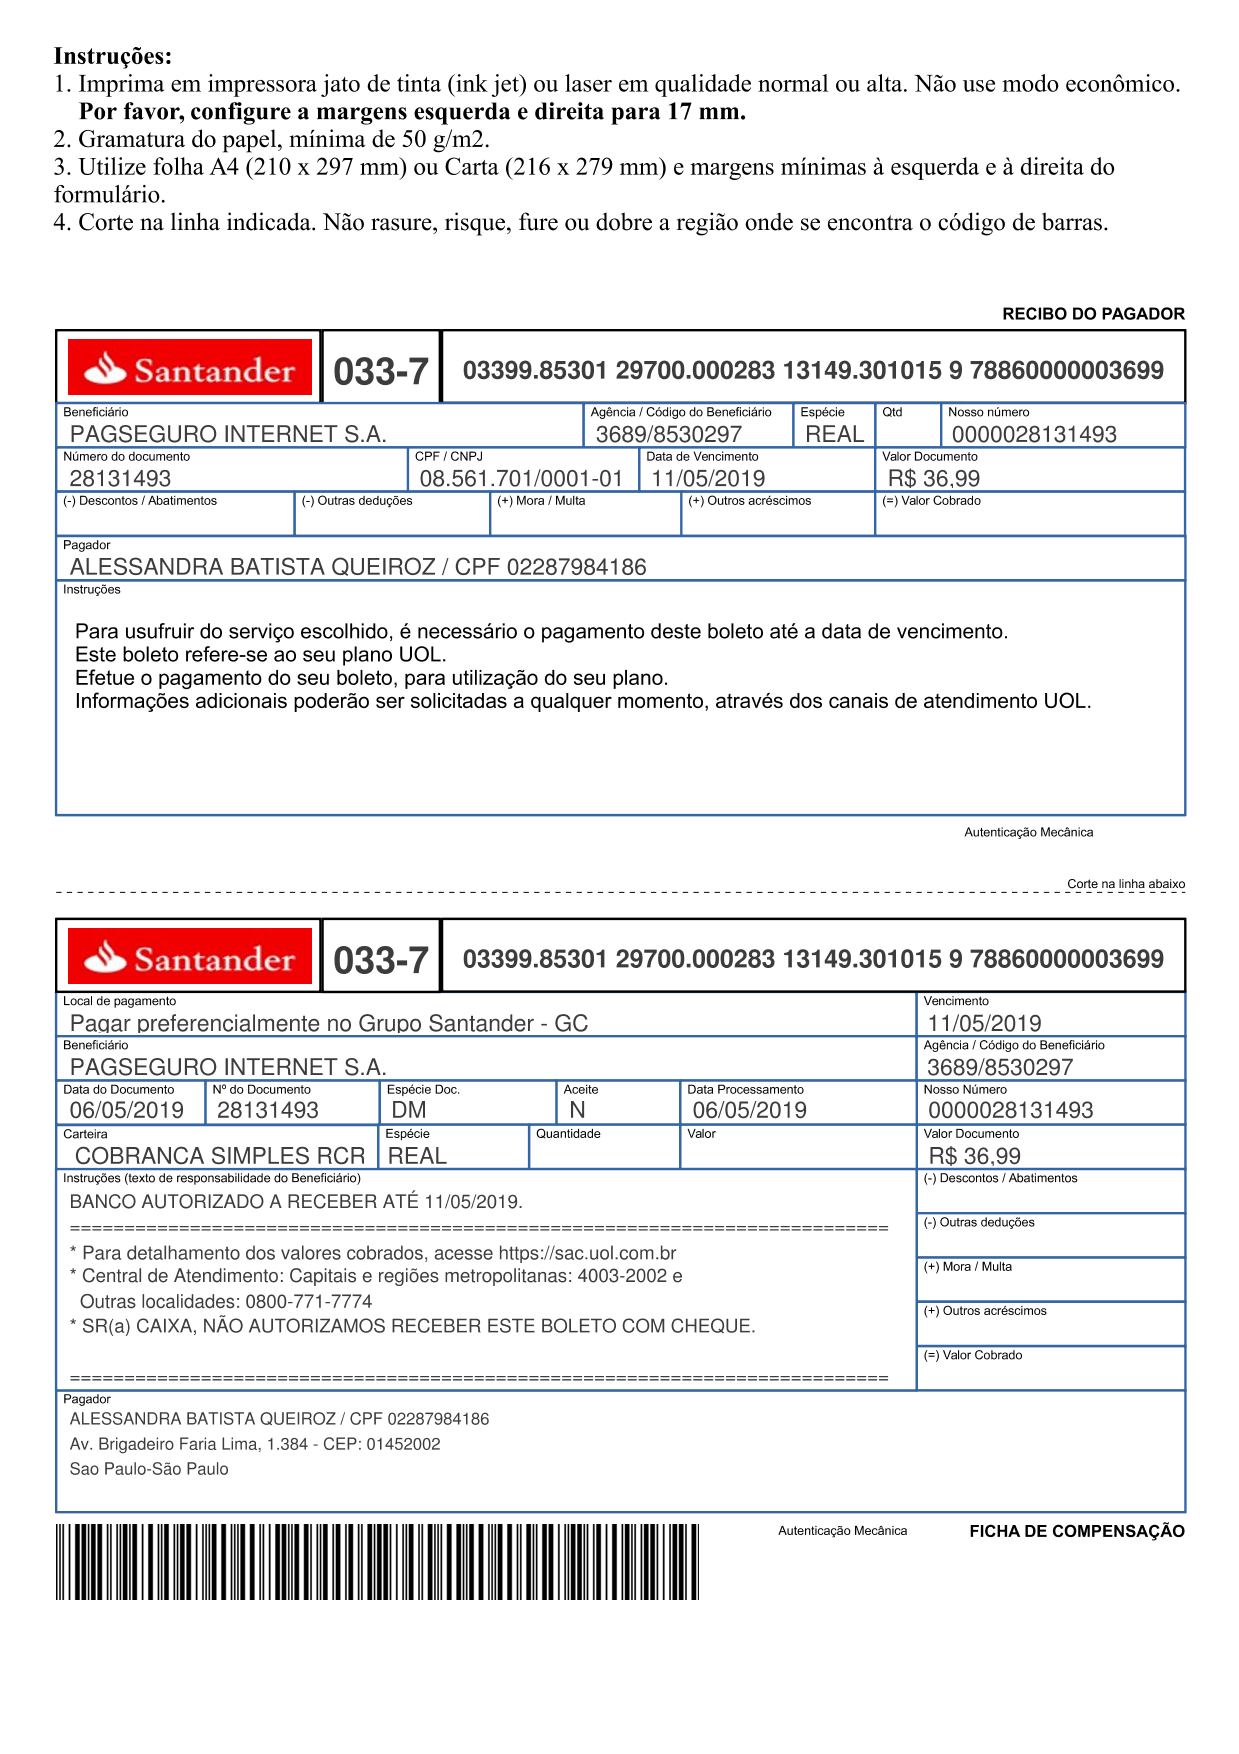 Instruções:
1. Imprima em impressora jato de tinta (ink jet) ou laser em qualidade normal ou alta. Não use modo econômico.
Por favor, configure a margens esquerda e direita para 17 mm.
2. Gramatura do papel, mínima de 50 g/m2.
3. Utilize folha A4 (210 x 297 mm) ou Carta (216 x 279 mm) e margens mínimas à esquerda e à direita do
formulário.
4. Corte na linha indicada. Não rasure, risque, fure ou dobre a região onde se encontra o código de barras.
RECIBO DO PAGADOR
Santander 033-7 03399.85301 29700.000283 13149.301015 9 78860000003699
Beneficiário Agência / Código do Beneficiário Espécie Qtd Nosso número
PAGSEGURO INTERNET S.A. 3689/8530297 REAL 0000028131493
Número do documento CPF / CNPJ Data de Vencimento Valor Documento
28131493 08.561.701/0001-01 11/05/2019 R$ 36,99
(-) Descontos / Abatimentos (-) Outras deduções (+) Mora / Multa (+) Outros acréscimos (=) Valor Cobrado
Pagador
ALESSANDRA BATISTA QUEIROZ / CPF 02287984186
Instruções
Para usufruir do serviço escolhido, é necessário o pagamento deste boleto até a data de vencimento.
Este boleto refere-se ao seu plano UOL.
Efetue o pagamento do seu boleto, para utilização do seu plano.
Informações adicionais poderão ser solicitadas a qualquer momento, através dos canais de atendimento UOL.
Autenticação Mecânica
Corte na linha abaixo
Santander 033-7 03399.85301 29700.000283 13149.301015 9 78860000003699
Local de pagamento Vencimento
Pagar preferencialmente no Grupo Santander - GC 11/05/2019
Beneficiário Agência / Código do Beneficiário
PAGSEGURO INTERNET S.A. 3689/8530297
Data do Documento Nº do Documento Espécie Doc. Aceite Data Processamento Nosso Número
06/05/2019 28131493 DM N 06/05/2019 0000028131493
Carteira Espécie Quantidade Valor Valor Documento
COBRANCA SIMPLES RCR REAL R$ 36,99
Instruções (texto de responsabilidade do Beneficiário) (-) Descontos / Abatimentos
BANCO AUTORIZADO A RECEBER ATÉ 11/05/2019.
=========================================================================== (-) Outras deduções
* Para detalhamento dos valores cobrados, acesse https://sac.uol.com.br
* Central de Atendimento: Capitais e regiões metropolitanas: 4003-2002 e (+) Mora / Multa
Outras localidades: 0800-771-7774 (+) Outros acréscimos
* SR(a) CAIXA, NÃO AUTORIZAMOS RECEBER ESTE BOLETO COM CHEQUE.
(=) Valor Cobrado
===========================================================================
Pagador
ALESSANDRA BATISTA QUEIROZ / CPF 02287984186
Av. Brigadeiro Faria Lima, 1.384 - CEP: 01452002
Sao Paulo-São Paulo
Autenticação Mecânica FICHA DE COMPENSAÇÃO